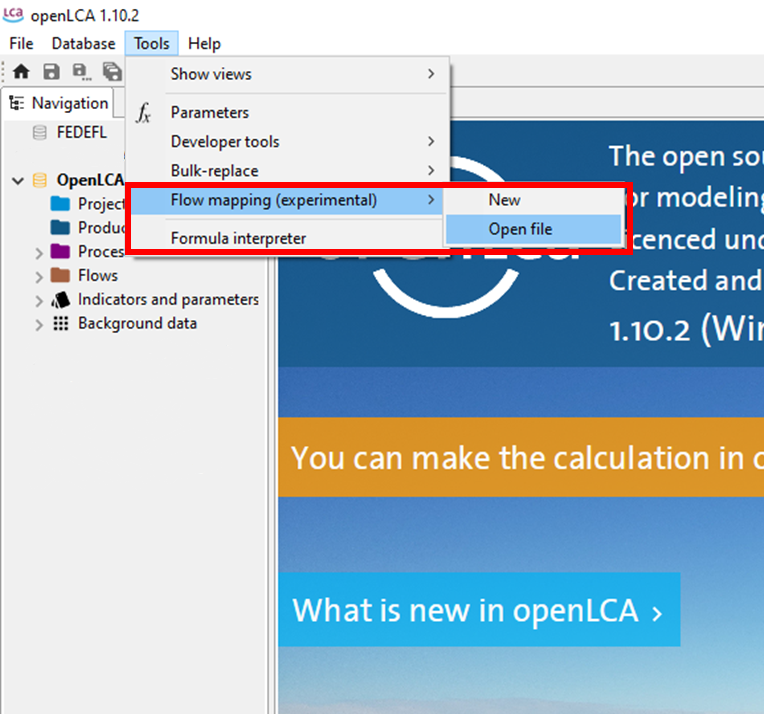 LCA openLCA 1.10.2
File Database Tools Help
Navigation
FEDEFL
OpenLCA
Project
Produc
Proces
Flows
Indicators and parameters
Background data
Show views
fx Parameters
Developer tools
Bulk-replace
Flow mapping (experimental)
Formula interpreter
New
Open file
The open sou
or modeling
icenced und
Created and
1.10.2 (Win
You can make the calculation in o
What is new in openLCA ›